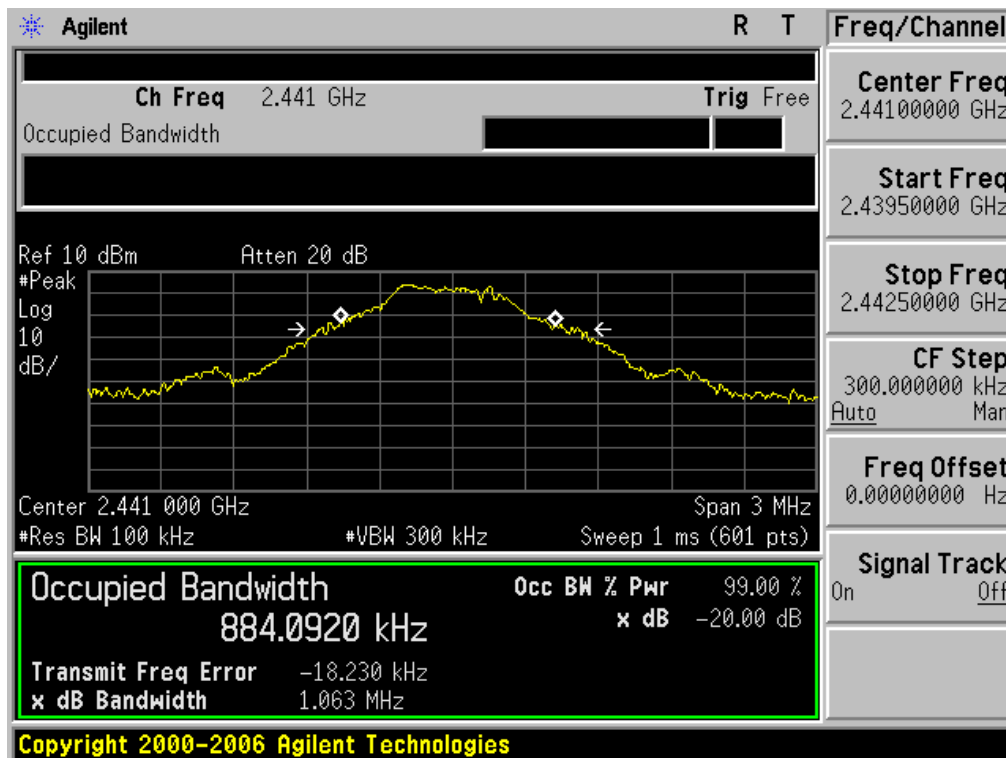 Agilent R T
Freq/Channel
Ch Freq 2.441 GHz Trig Free
Occupied Bandwidth
Center Freq
2.44100000 GHz
Start Freq
2.43950000 GHz
Stop Freq
2.44250000 GHz
CF Step
300.000000 kHz
Auto Man
Freq Offset
0.00000000 Hz
Signal Track
On Off
Ref 10 dBm Atten 20 dB
#Peak
Log
10
dB/
Center 2.441 000 GHz Span 3 MHz
#Res BW 100 kHz #VBW 300 kHz Sweep 1 ms (601 pts)
Occupied Bandwidth Occ BW % Pwr 99.00 %
884.0920 kHz x dB -20.00 dB
Transmit Freq Error -18.230 kHz
x dB Bandwidth 1.063 MHz
Copyright 2000-2006 Agilent Technologies